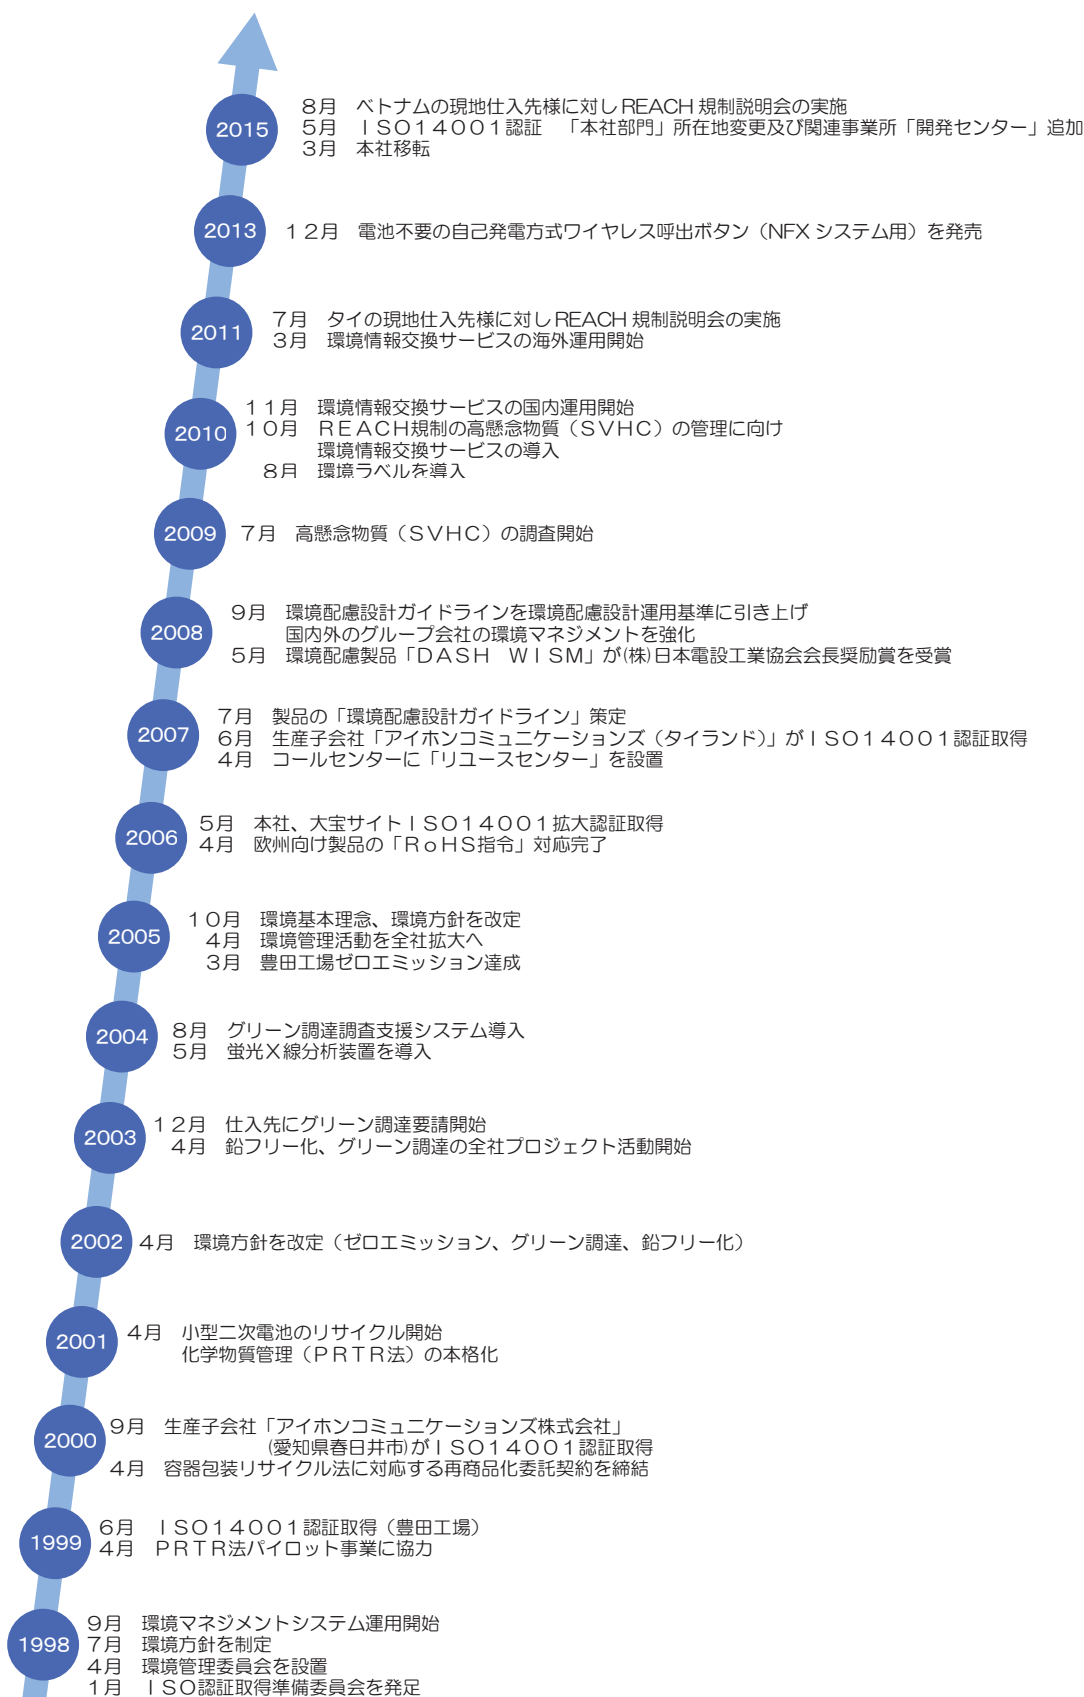 2015
8月　ベトナムの現地仕入先様に対しREACH 規制説明会の実施
5月　ＩＳＯ１４００１認証　「本社部門」所在地変更及び関連事業所「開発センター」追加
3月　本社移転
2013
１２月　電池不要の自己発電方式ワイヤレス呼出ボタン（NFX システム用）を発売
2011
７月　タイの現地仕入先様に対しREACH 規制説明会の実施
３月　環境情報交換サービスの海外運用開始
2010
１１月　環境情報交換サービスの国内運用開始
１０月　ＲＥＡＣＨ規制の高懸念物質（ＳＶＨＣ）の管理に向け
環境情報交換サービスの導入
８月　環境ラベルを導入
2009
７月　高懸念物質（ＳＶＨＣ）の調査開始
2008
９月　環境配慮設計ガイドラインを環境配慮設計運用基準に引き上げ
国内外のグループ会社の環境マネジメントを強化
５月　環境配慮製品「ＤＡＳＨ　ＷＩＳＭ」が(株)日本電設工業協会会長奨励賞を受賞
2007
７月　製品の「環境配慮設計ガイドライン」策定
６月　生産子会社「アイホンコミュニケーションズ（タイランド）」がＩＳＯ１４００１認証取得
４月　コールセンターに「リユースセンター」を設置
2006
５月　本社、大宝サイトＩＳＯ１４００１拡大認証取得
４月　欧州向け製品の「ＲｏＨＳ指令」対応完了
2005
１０月　環境基本理念、環境方針を改定
４月　環境管理活動を全社拡大へ
３月　豊田工場ゼロエミッション達成
2004
８月　グリーン調達調査支援システム導入
５月　蛍光Ｘ線分析装置を導入
2003
１２月　仕入先にグリーン調達要請開始
４月　鉛フリー化、グリーン調達の全社プロジェクト活動開始
2002
４月　環境方針を改定（ゼロエミッション、グリーン調達、鉛フリー化）
2001
４月　小型二次電池のリサイクル開始
化学物質管理（ＰＲＴＲ法）の本格化
2000
９月　生産子会社「アイホンコミュニケーションズ株式会社」
(愛知県春日井市)がＩＳＯ１４００１認証取得
４月　容器包装リサイクル法に対応する再商品化委託契約を締結
1999
６月　ＩＳＯ１４００１認証取得（豊田工場）
４月　ＰＲＴＲ法パイロット事業に協力
1998
９月　環境マネジメントシステム運用開始
７月　環境方針を制定
４月　環境管理委員会を設置
１月　ＩＳＯ認証取得準備委員会を発足